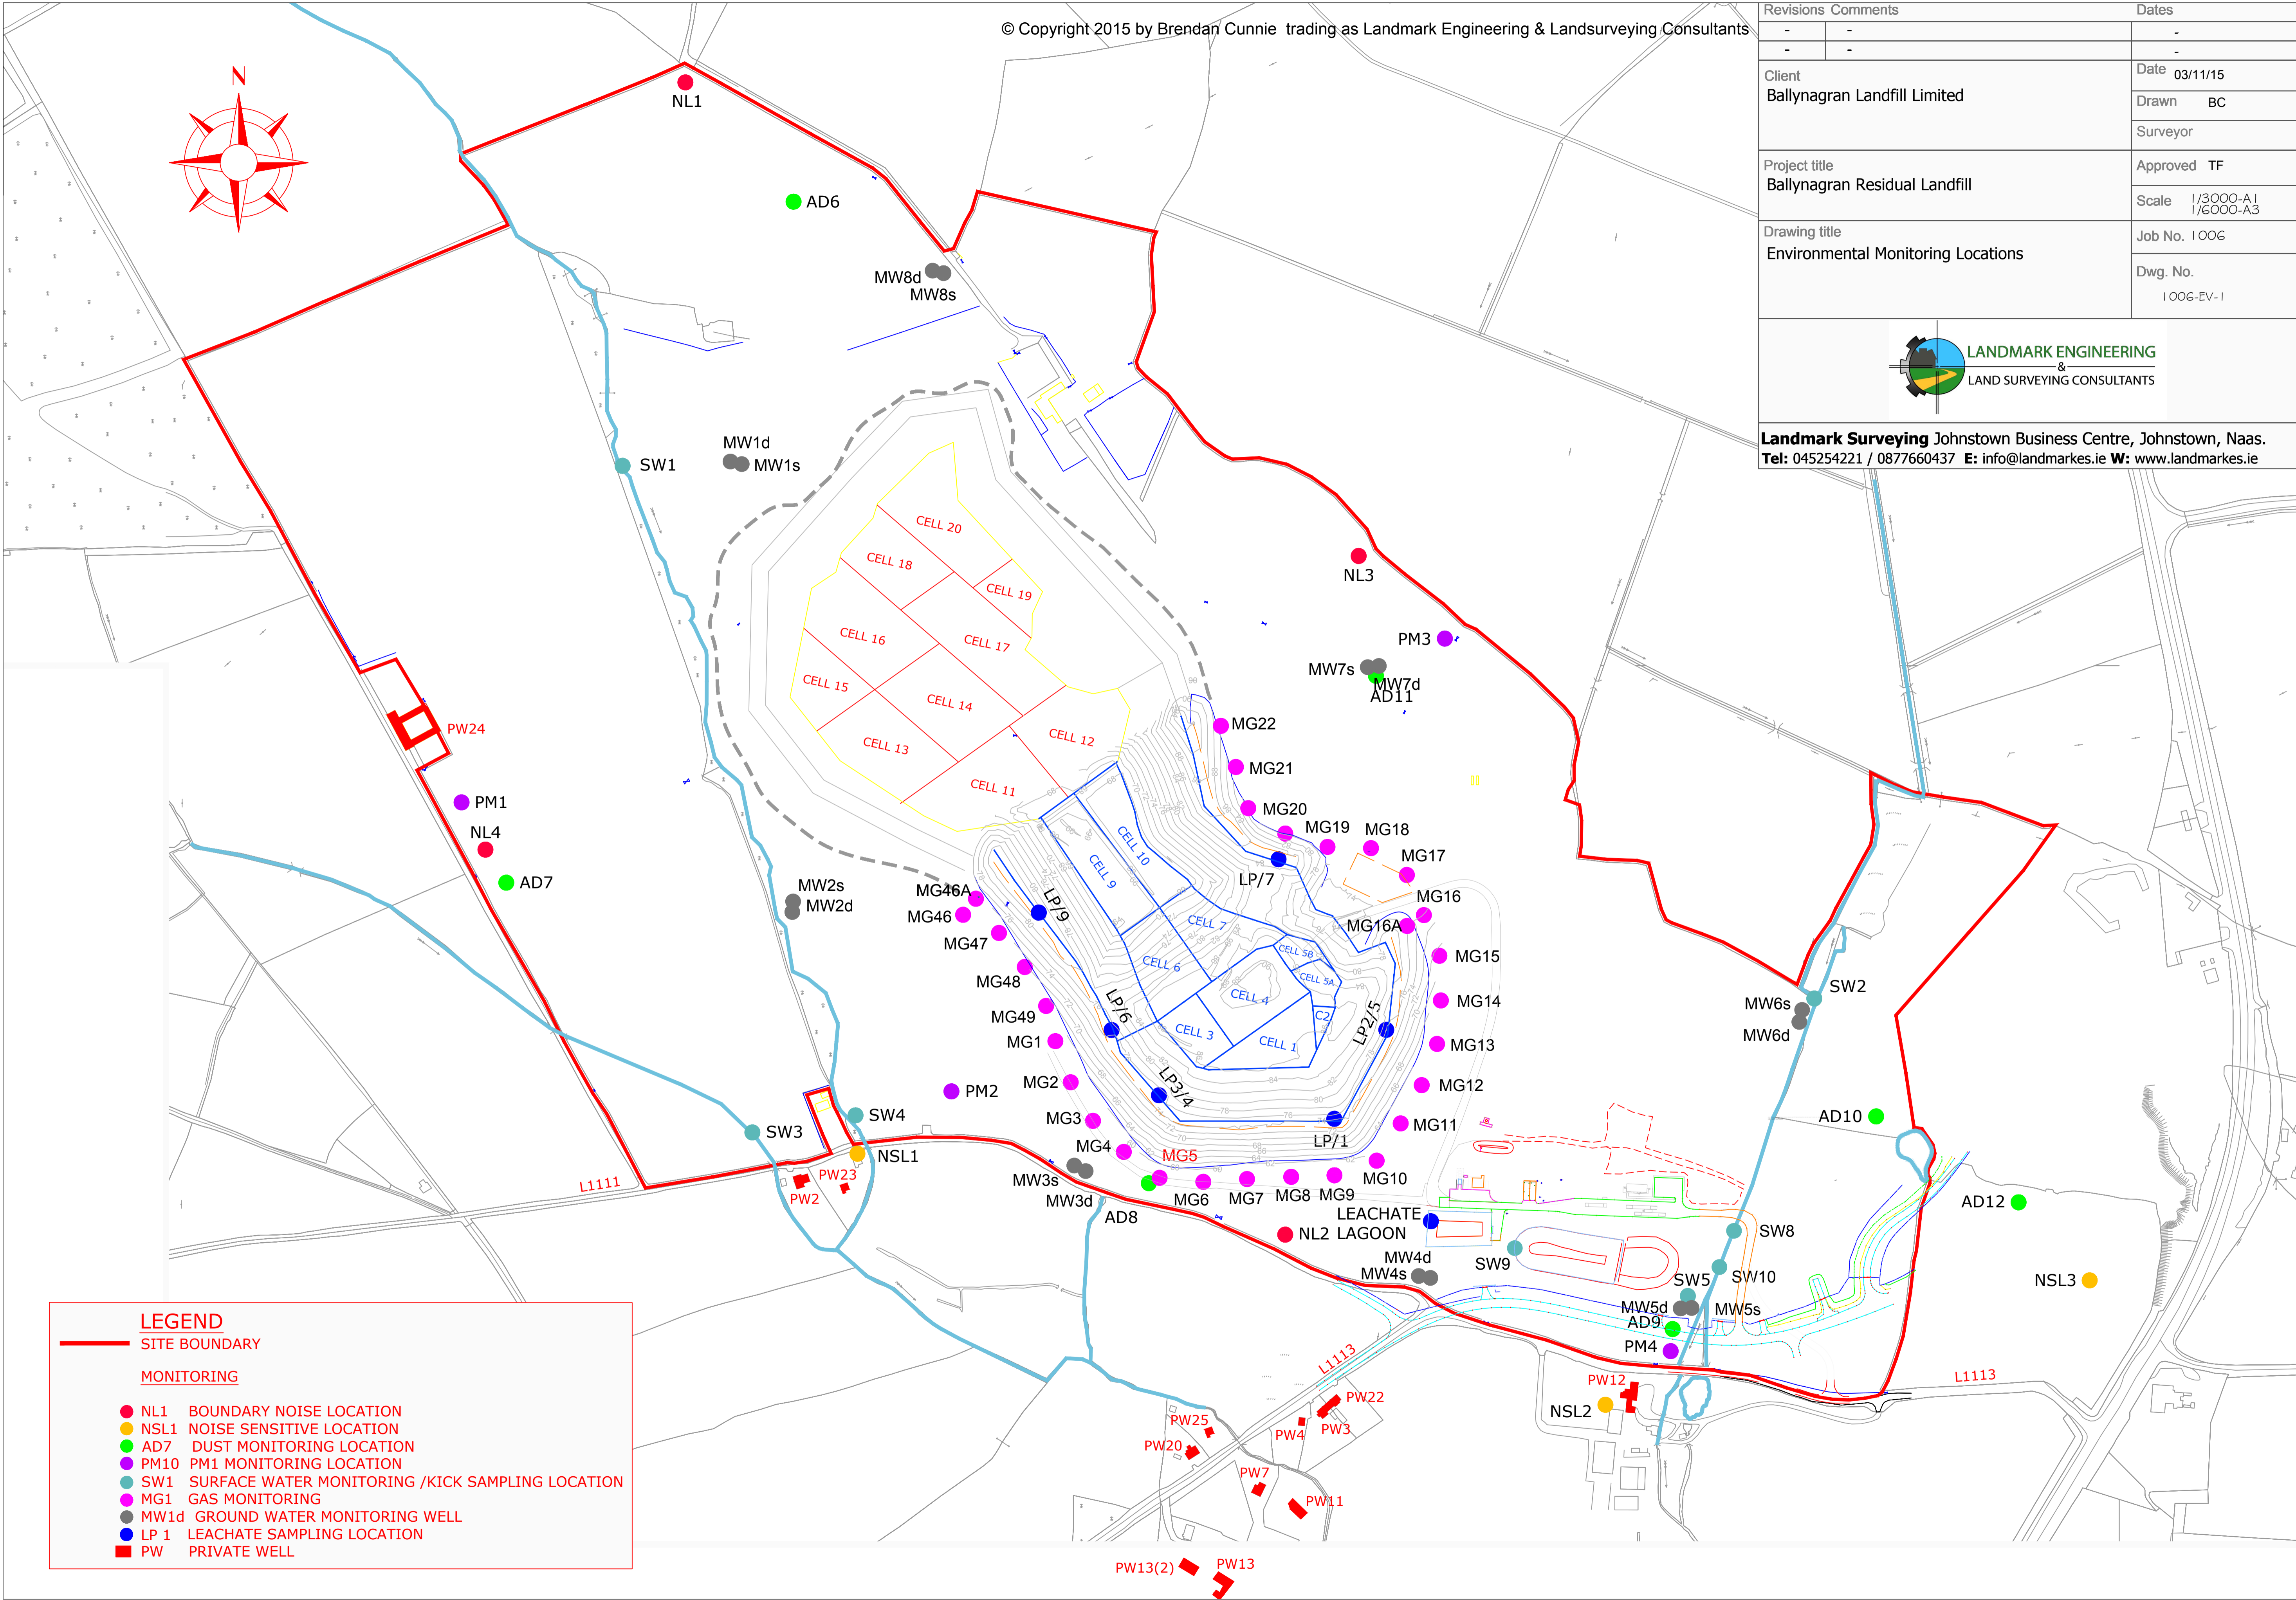 © Copyright 2015 by Brendan Cunnie trading as Landmark Engineering & Landsurveying Consultants
Revisions Comments Dates
- - -
- - -
Client
Ballynagran Landfill Limited
Date 03/11/15
Drawn BC
Surveyor
Project title
Ballynagran Residual Landfill
Approved TF
Scale 1/3000-A1
1/6000-A3
Drawing title
Environmental Monitoring Locations
Job No. 1006
Dwg. No.
1006-EV-1
LANDMARK ENGINEERING
&
LAND SURVEYING CONSULTANTS
Landmark Surveying Johnstown Business Centre, Johnstown, Naas.
Tel: 045254221 / 0877660437 E: info@landmarkes.ie W: www.landmarkes.ie
N
NL1
AD6
MW8d
MW8s
MW1d
MW1s
SW1
CELL 20
CELL 18
CELL 19
CELL 16
CELL 17
CELL 15
CELL 14
CELL 13
CELL 12
CELL 11
NL3
PM3
MW7s
MW7d
AD11
PW24
PM1
NL4
AD7
MW2s
MW2d
MG22
MG21
MG20
MG19
MG18
MG17
MG16
MG16A
MG15
MG14
MG13
MG12
MG11
MG10
MG46A
MG46
MG47
MG48
MG49
MG1
MG2
MG3
MG4
MG5
MG6
MG7
MG8
MG9
LP/7
LP/9
LP/6
LP3/4
LP2/5
LP/1
CELL 10
CELL 9
CELL 7
CELL 6
CELL 5B
CELL 5A
CELL 4
CELL 3
C2
CELL 1
SW2
MW6s
MW6d
AD10
AD12
NSL3
PM2
SW4
SW3
NSL1
PW23
PW2
L1111
MW3s
MW3d
AD8
NL2
LEACHATE
LAGOON
MW4d
MW4s
SW9
SW8
SW10
SW5
MW5d
MW5s
AD9
PM4
L1113
L1113
PW12
NSL2
PW22
PW3
PW4
PW25
PW20
PW7
PW11
PW13(2)
PW13
LEGEND
SITE BOUNDARY
MONITORING
NL1 BOUNDARY NOISE LOCATION
NSL1 NOISE SENSITIVE LOCATION
AD7 DUST MONITORING LOCATION
PM10 PM1 MONITORING LOCATION
SW1 SURFACE WATER MONITORING /KICK SAMPLING LOCATION
MG1 GAS MONITORING
MW1d GROUND WATER MONITORING WELL
LP 1 LEACHATE SAMPLING LOCATION
PW PRIVATE WELL